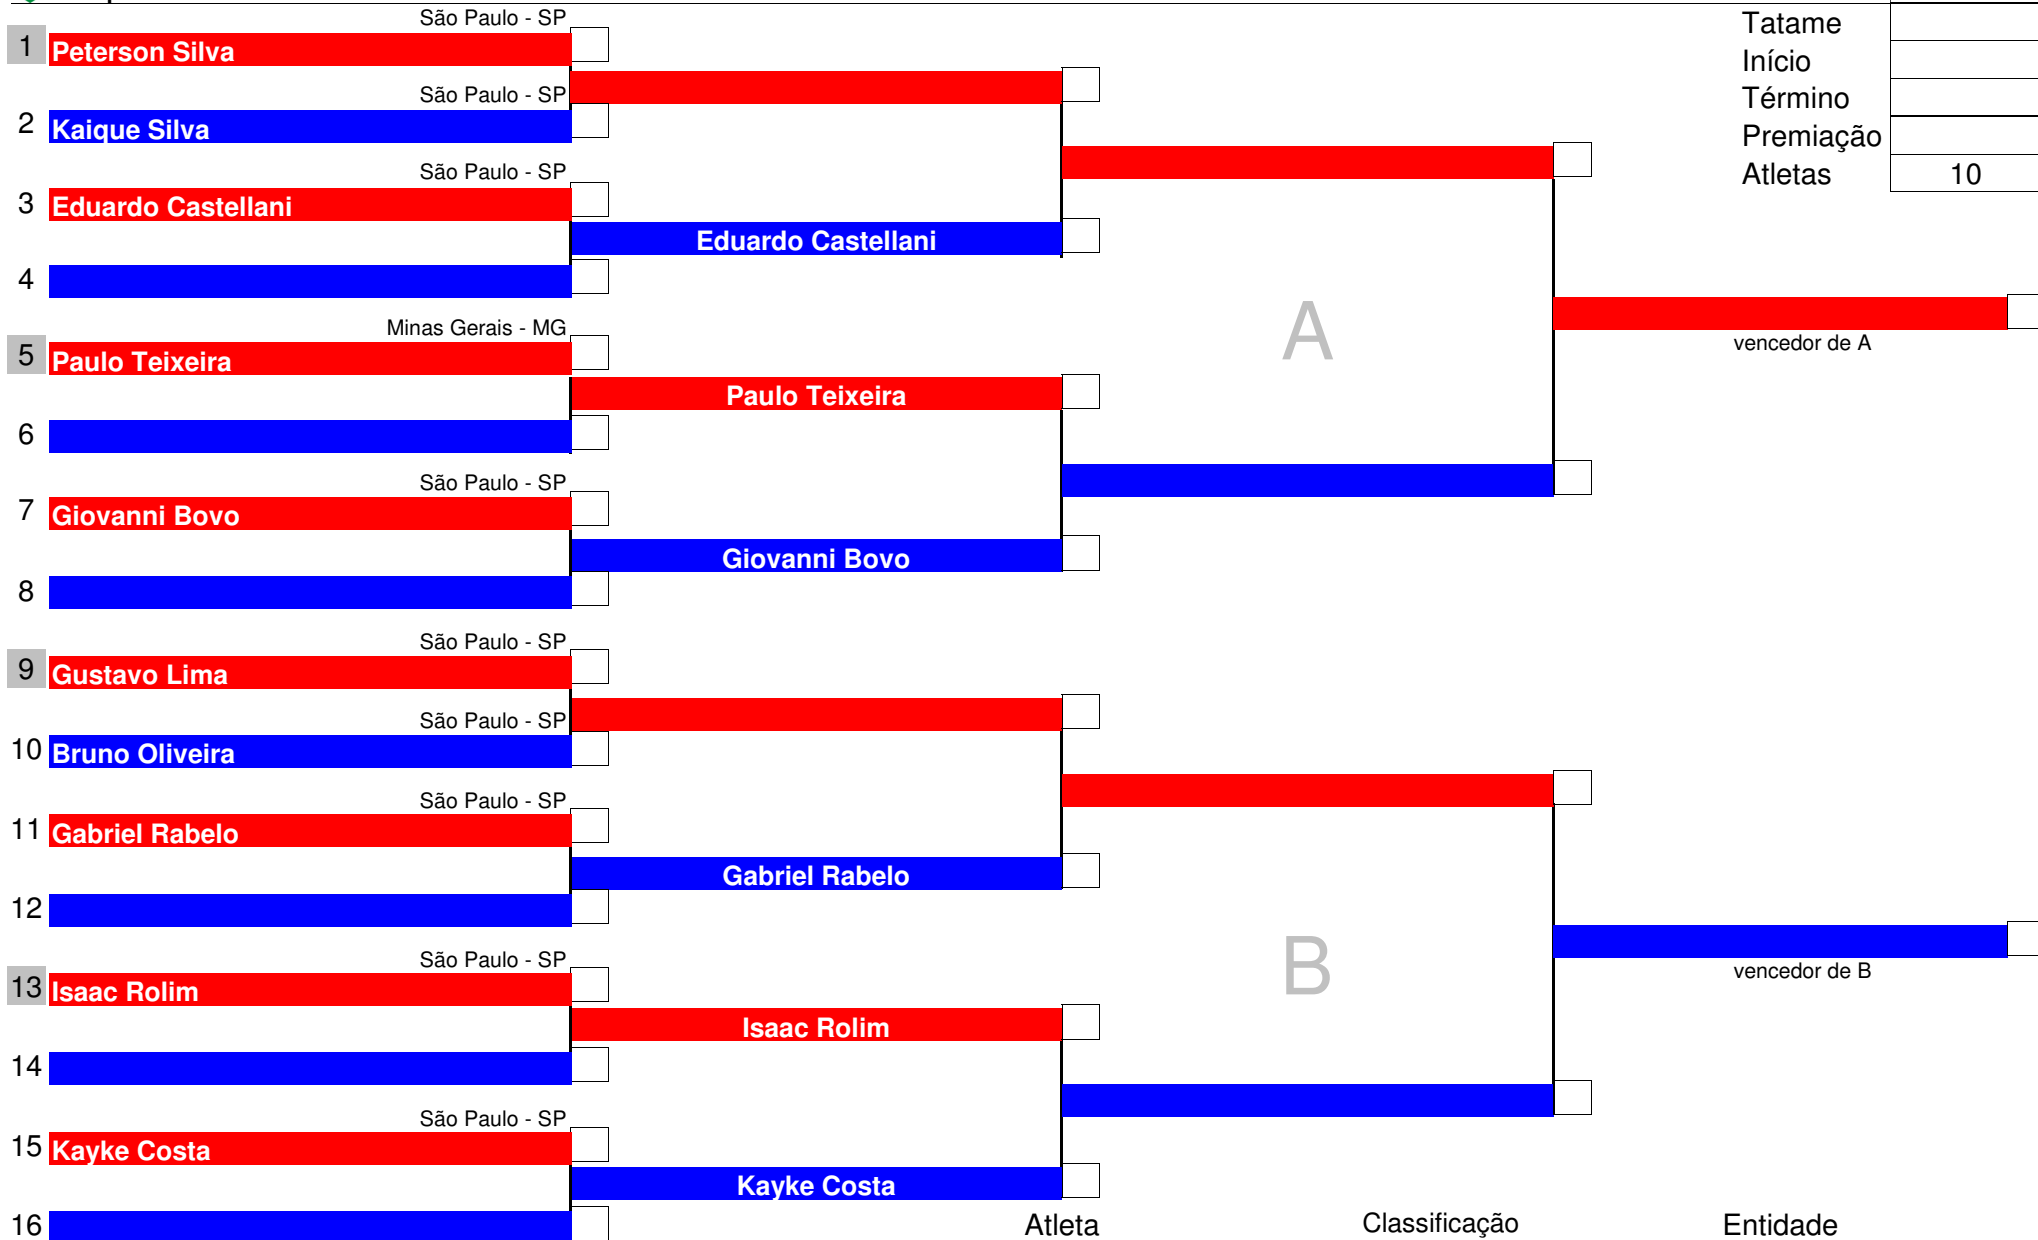 São Paulo - SP
1 Peterson Silva
São Paulo - SP
2 Kaique Silva
São Paulo - SP
3 Eduardo Castellani
Eduardo Castellani
4
Minas Gerais - MG
5 Paulo Teixeira
Paulo Teixeira
6
São Paulo - SP
7 Giovanni Bovo
Giovanni Bovo
8
São Paulo - SP
9 Gustavo Lima
São Paulo - SP
10 Bruno Oliveira
São Paulo - SP
11 Gabriel Rabelo
Gabriel Rabelo
12
São Paulo - SP
13 Isaac Rolim
Isaac Rolim
14
São Paulo - SP
15 Kayke Costa
Kayke Costa
16
A
B
vencedor de A
vencedor de B
Tatame
Início
Término
Premiação
Atletas 10
Atleta Classificação Entidade